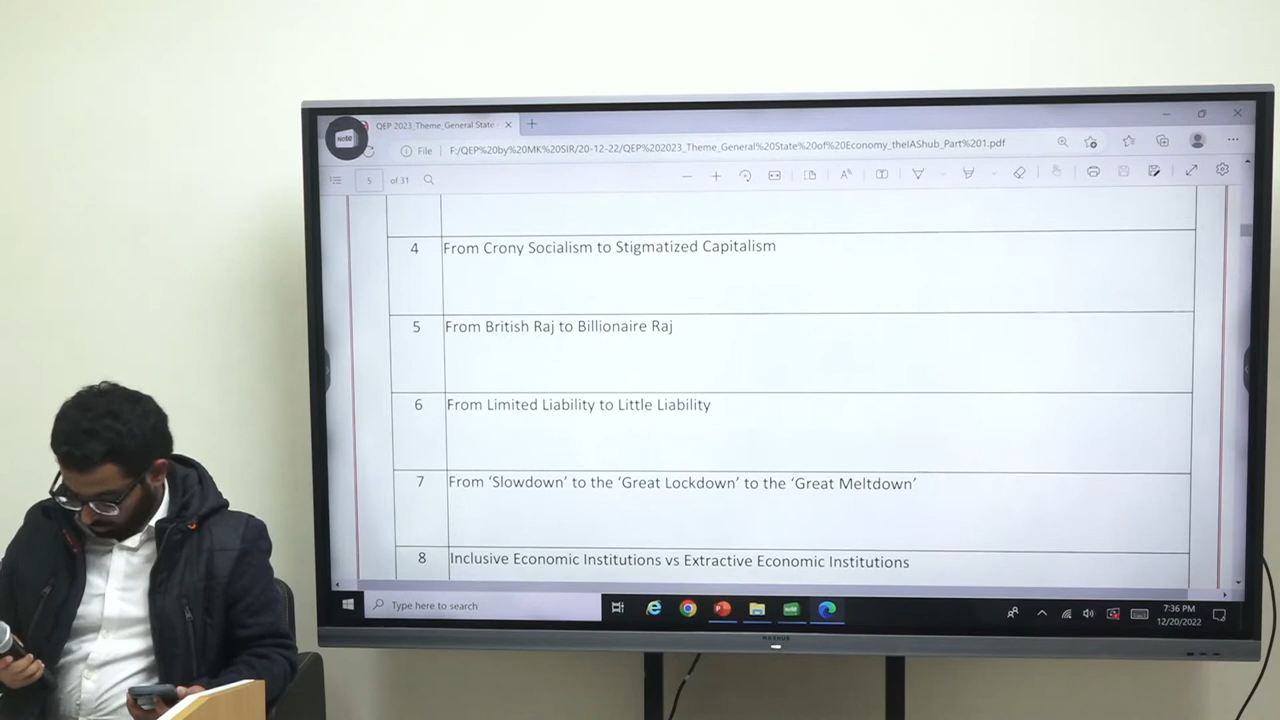 note
QEP 2023_Theme_General State
File
F:/QEP%20by%20MK%20SIR/20-12-22/QEP%202023_Theme_General%20State%20of%20Economy_theIAShub_Part%201.pdf
5 of 31
4 From Crony Socialism to Stigmatized Capitalism
5 From British Raj to Billionaire Raj
6 From Limited Liability to Little Liability
7 From ‘Slowdown’ to the ‘Great Lockdown’ to the ‘Great Meltdown’
8 Inclusive Economic Institutions vs Extractive Economic Institutions
Type here to search
7:36 PM
12/20/2022
MAXHUB